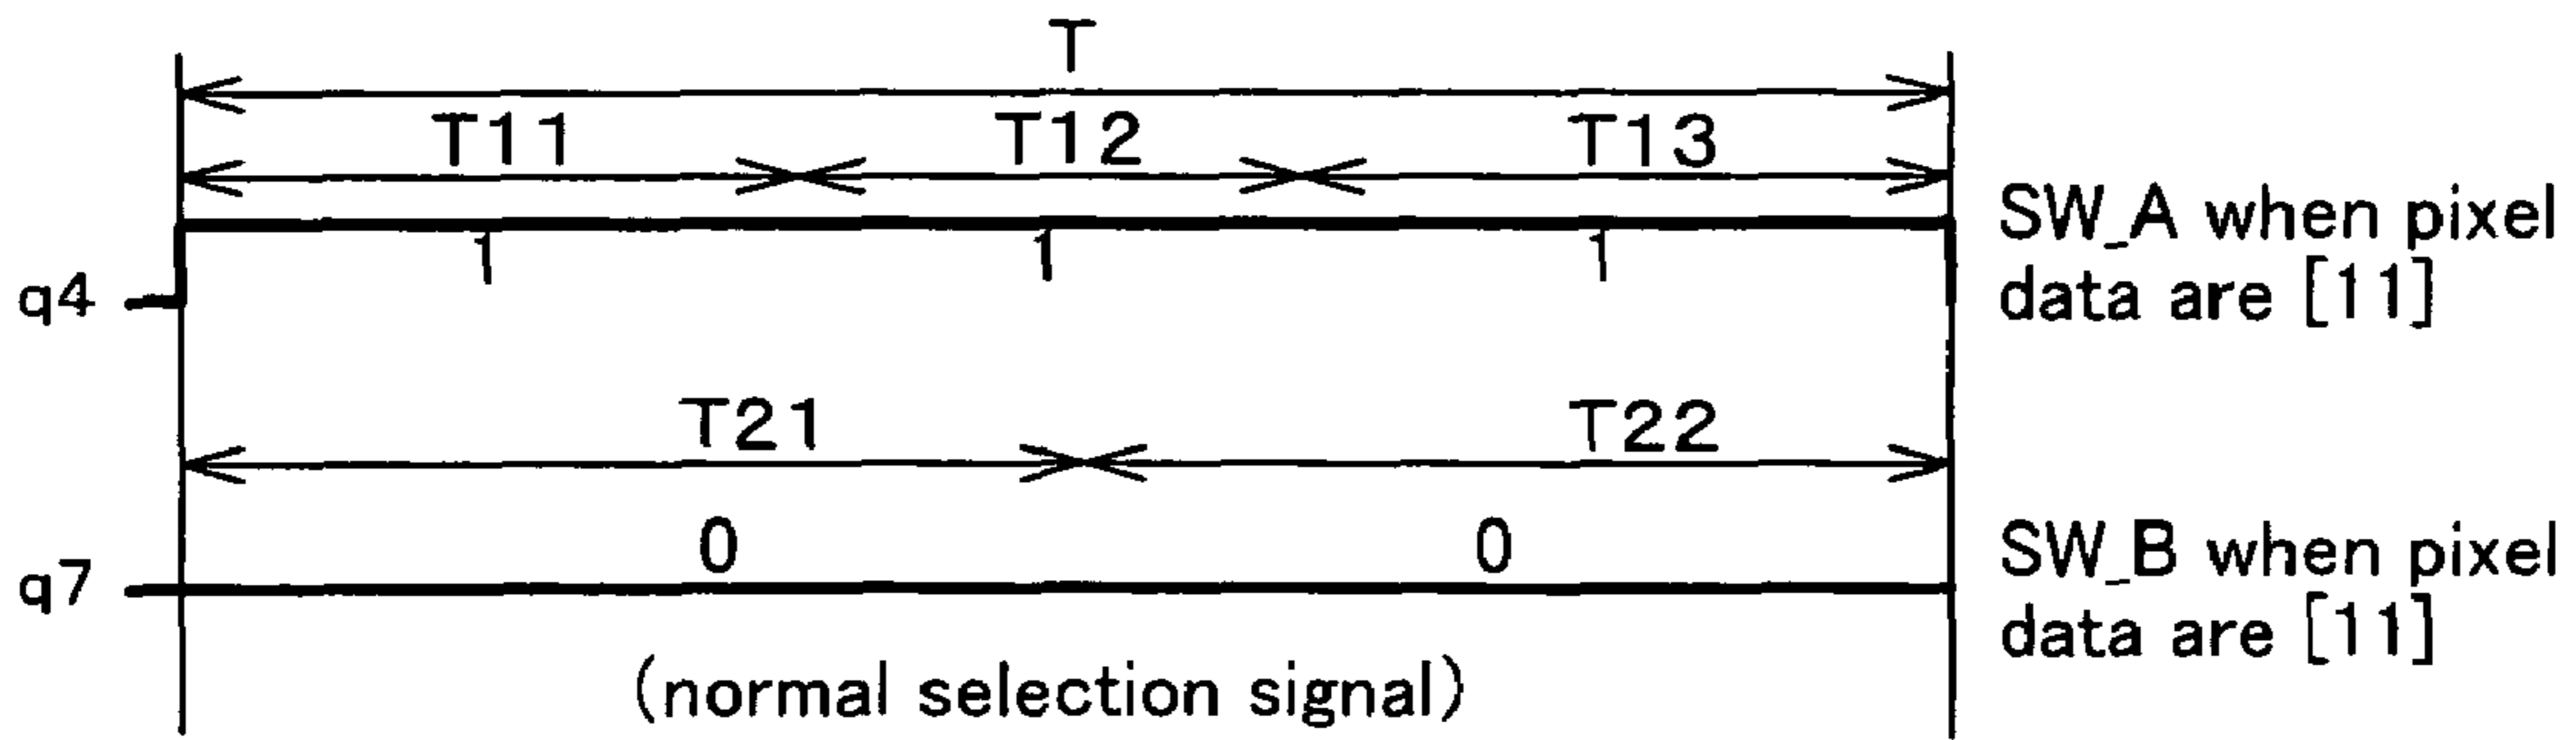 T
T11 T12 T13
SW_A when pixel
1 1 1
q4
data are [11]
T21 T22
0 0
SW_B when pixel
q7
data are [11]
(normal selection signal)